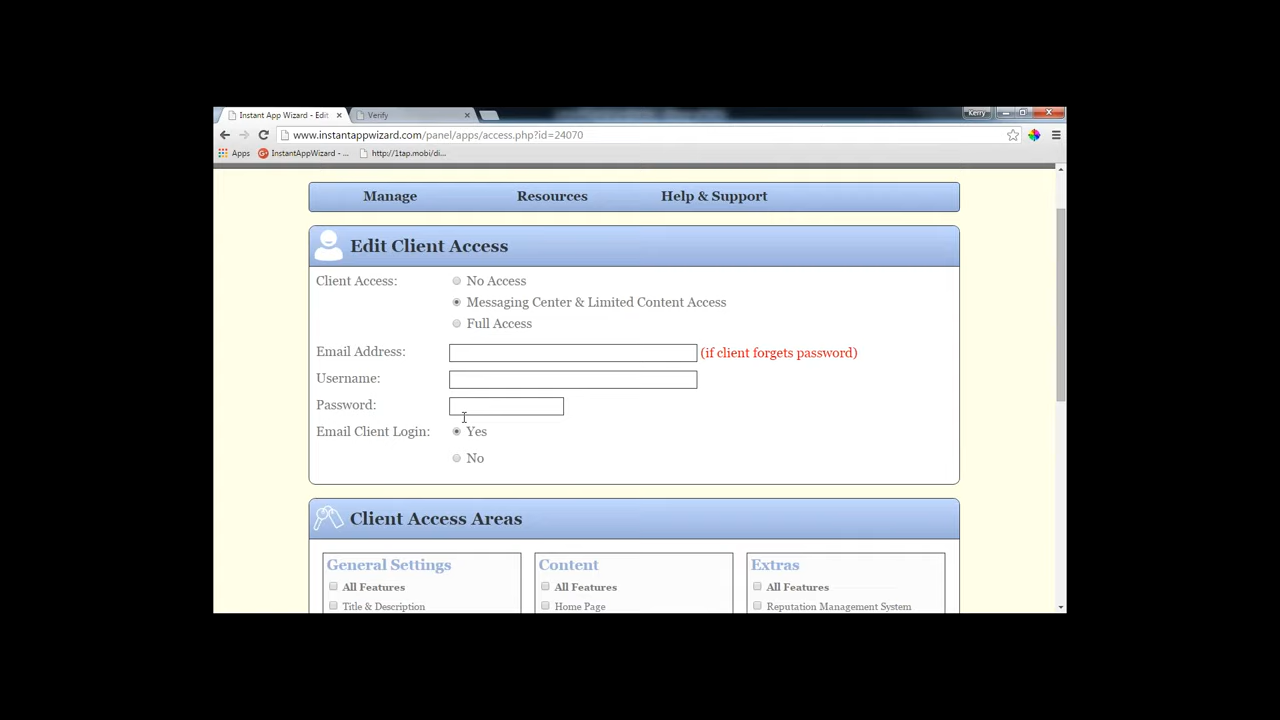 Instant App Wizard - Edit
Verify
Kerry
www.instantappwizard.com/panel/apps/access.php?id=24070
Apps
InstantAppWizard - ...
http://1tap.mobi/di...
Manage
Resources
Help & Support
Edit Client Access
Client Access:
No Access
Messaging Center & Limited Content Access
Full Access
Email Address:
(if client forgets password)
Username:
Password:
Email Client Login:
Yes
No
Client Access Areas
General Settings
Content
Extras
All Features
All Features
All Features
Title & Description
Home Page
Reputation Management System